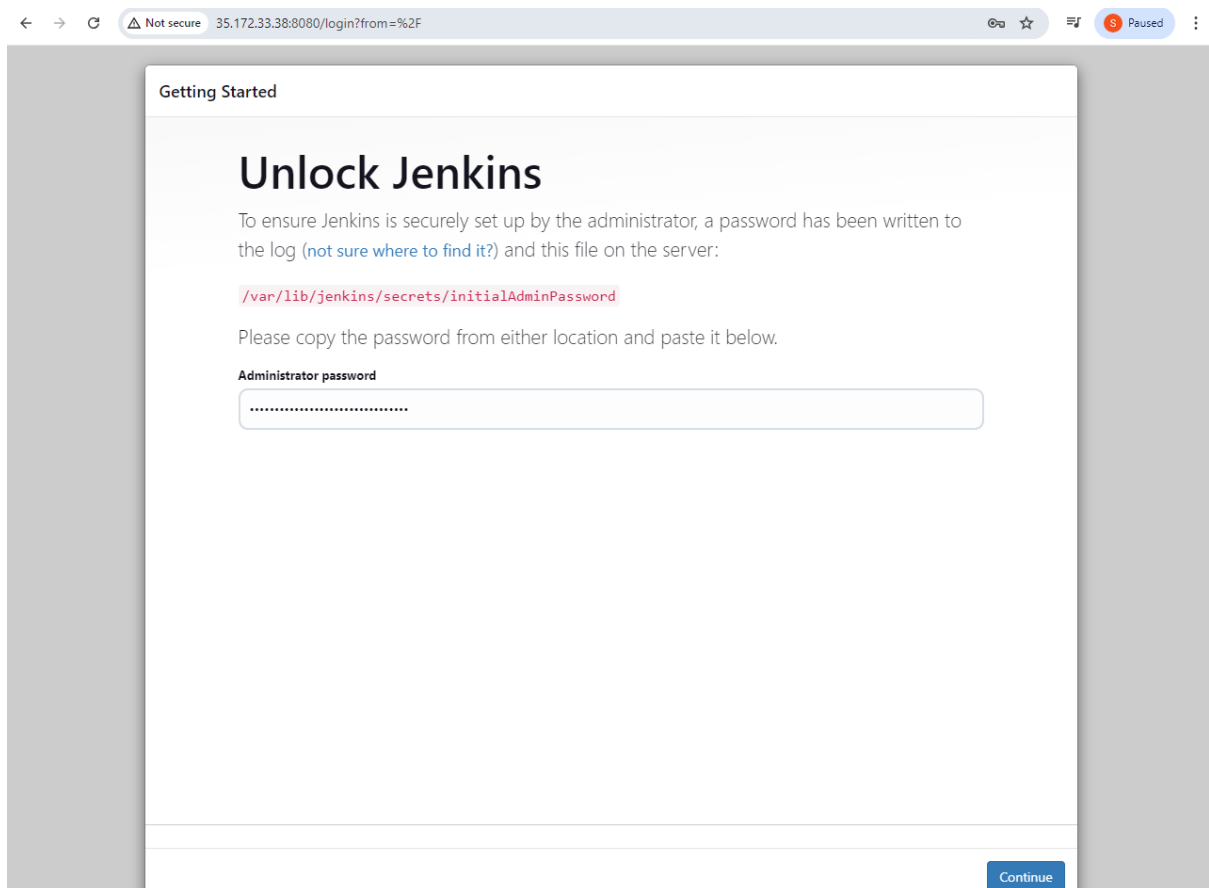 Not secure 35.172.33.38:8080/login?from=%2F S Paused
Getting Started
Unlock Jenkins
To ensure Jenkins is securely set up by the administrator, a password has been written to
the log (not sure where to find it?) and this file on the server:
/var/lib/jenkins/secrets/initialAdminPassword
Please copy the password from either location and paste it below.
Administrator password
••••••••••••••••••••••••••••••••
Continue